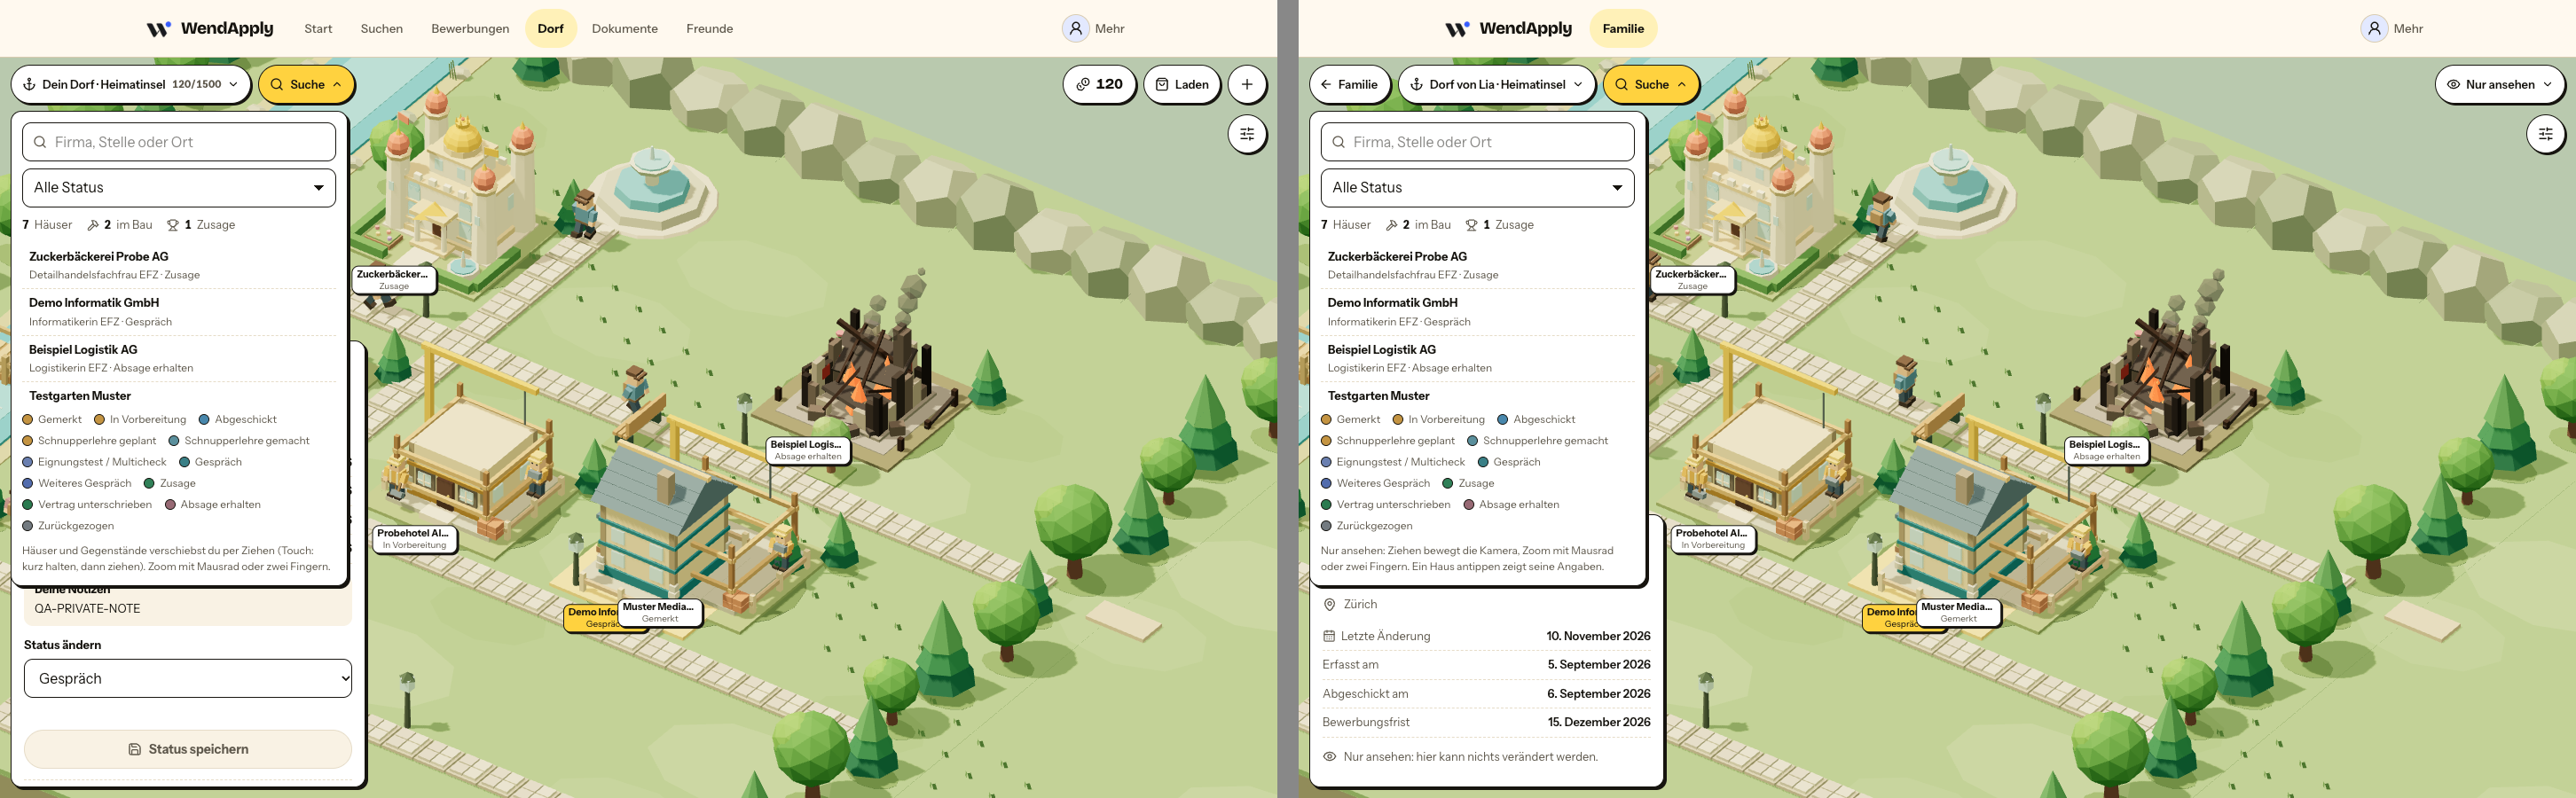 WendApply
Start
Suchen
Bewerbungen
Dorf
Dokumente
Freunde
Mehr
Dein Dorf · Heimatinsel 120/1500
Suche
120
Laden
Firma, Stelle oder Ort
Alle Status
7 Häuser 2 im Bau 1 Zusage
Zuckerbäckerei Probe AG
Detailhandelsfachfrau EFZ · Zusage
Demo Informatik GmbH
Informatikerin EFZ · Gespräch
Beispiel Logistik AG
Logistikerin EFZ · Absage erhalten
Testgarten Muster
Gemerkt In Vorbereitung Abgeschickt
Schnupperlehre geplant Schnupperlehre gemacht
Eignungstest / Multicheck Gespräch
Weiteres Gespräch Zusage
Vertrag unterschrieben Absage erhalten
Zurückgezogen
Häuser und Gegenstände verschiebst du per Ziehen (Touch:
kurz halten, dann ziehen). Zoom mit Mausrad oder zwei Fingern.
Deine Notizen
QA-PRIVATE-NOTE
Status ändern
Gespräch
Status speichern
Zuckerbäcker...
Zusage
Beispiel Logis...
Absage erhalten
Probehotel Al...
In Vorbereitung
Demo Infor
Gespräc
Muster Media...
Gemerkt
WendApply
Familie
Mehr
Familie
Dorf von Lia · Heimatinsel
Suche
Nur ansehen
Firma, Stelle oder Ort
Alle Status
7 Häuser 2 im Bau 1 Zusage
Zuckerbäckerei Probe AG
Detailhandelsfachfrau EFZ · Zusage
Demo Informatik GmbH
Informatikerin EFZ · Gespräch
Beispiel Logistik AG
Logistikerin EFZ · Absage erhalten
Testgarten Muster
Gemerkt In Vorbereitung Abgeschickt
Schnupperlehre geplant Schnupperlehre gemacht
Eignungstest / Multicheck Gespräch
Weiteres Gespräch Zusage
Vertrag unterschrieben Absage erhalten
Zurückgezogen
Nur ansehen: Ziehen bewegt die Kamera, Zoom mit Mausrad
oder zwei Fingern. Ein Haus antippen zeigt seine Angaben.
Zürich
Letzte Änderung 10. November 2026
Erfasst am 5. September 2026
Abgeschickt am 6. September 2026
Bewerbungsfrist 15. Dezember 2026
Nur ansehen: hier kann nichts verändert werden.
Zuckerbäcker...
Zusage
Beispiel Logis...
Absage erhalten
Probehotel Al...
In Vorbereitung
Demo Infor
Gespräc
Muster Media...
Gemerkt